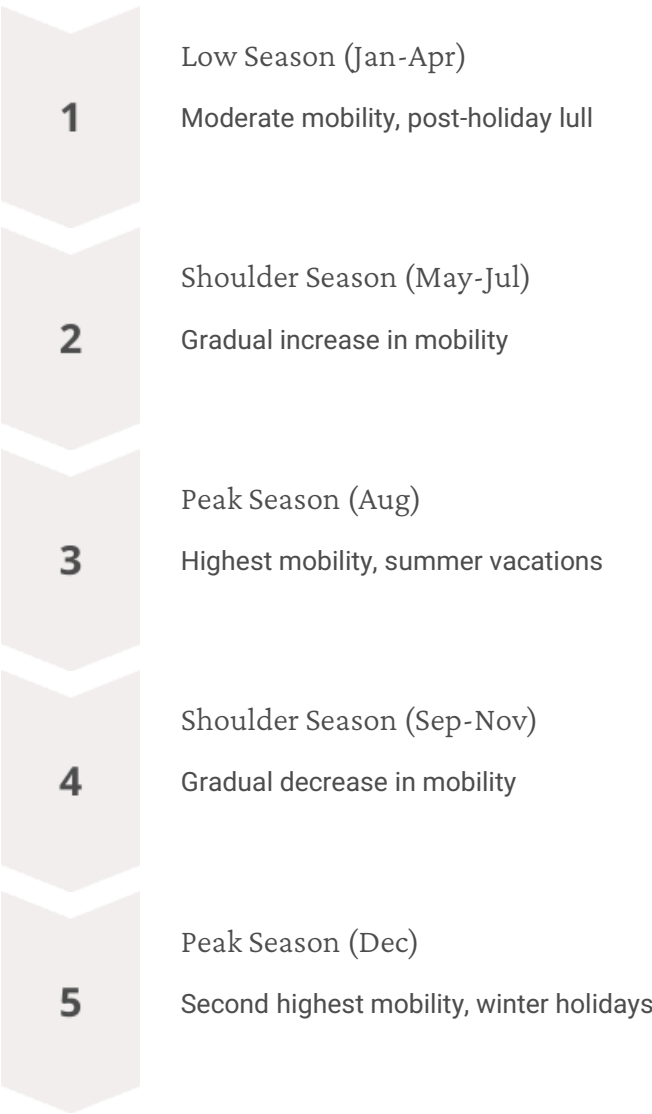 1
Low Season (Jan-Apr)
Moderate mobility, post-holiday lull
2
Shoulder Season (May-Jul)
Gradual increase in mobility
3
Peak Season (Aug)
Highest mobility, summer vacations
4
Shoulder Season (Sep-Nov)
Gradual decrease in mobility
5
Peak Season (Dec)
Second highest mobility, winter holidays